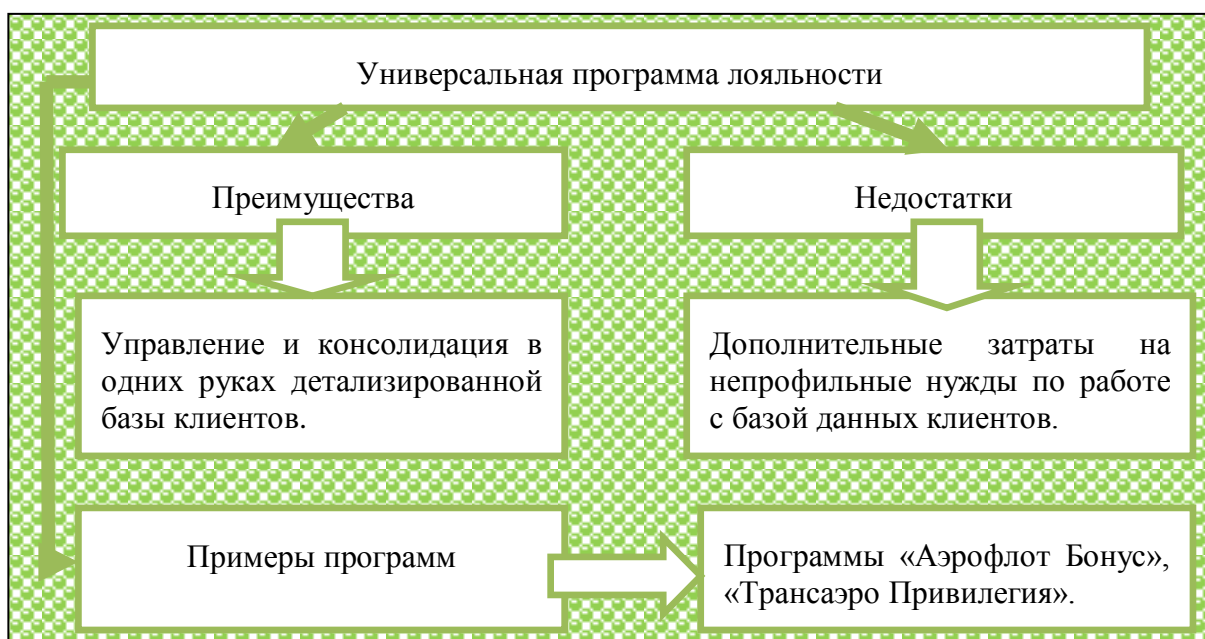 Универсальная программа лояльности
Преимущества
Недостатки
Управление и консолидация в
одних руках детализированной
базы клиентов.
Дополнительные затраты на
непрофильные нужды по работе
с базой данных клиентов.
Примеры программ
Программы «Аэрофлот Бонус»,
«Трансаэро Привилегия».